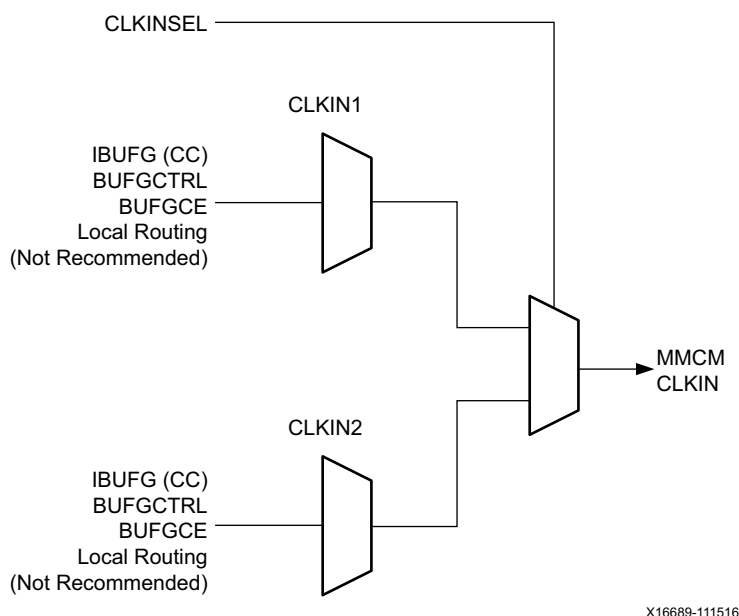 CLKINSEL
CLKIN1
IBUFG (CC)
BUFGCTRL
BUFGCE
Local Routing
(Not Recommended)
MMCM
CLKIN
CLKIN2
IBUFG (CC)
BUFGCTRL
BUFGCE
Local Routing
(Not Recommended)
X16689-111516